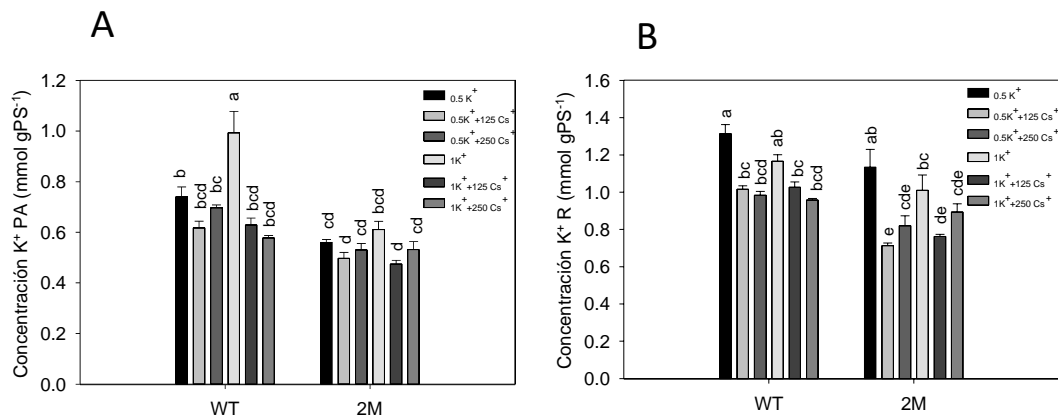 A
Concentración K⁺ PA (mmol gPS⁻¹)
1.2
1.0
0.8
0.6
0.4
0.2
0.0
b
bcd
bc
a
bcd
bcd
cd
d
cd
bcd
d
cd
0.5 K⁺
0.5K⁺+125 Cs⁺
0.5K⁺+250 Cs⁺
1K⁺
1K⁺+125 Cs⁺
1K⁺+250 Cs⁺
WT
2M
B
Concentración K⁺ R (mmol gPS⁻¹)
1.6
1.4
1.2
1.0
0.8
0.6
0.4
0.2
0.0
a
bc
bcd
ab
bc
bcd
ab
e
cde
bc
de
cde
0.5 K⁺
0.5K⁺+125 Cs⁺
0.5K⁺+250 Cs⁺
1K⁺
1K⁺+125 Cs⁺
1K⁺+250 Cs⁺
WT
2M